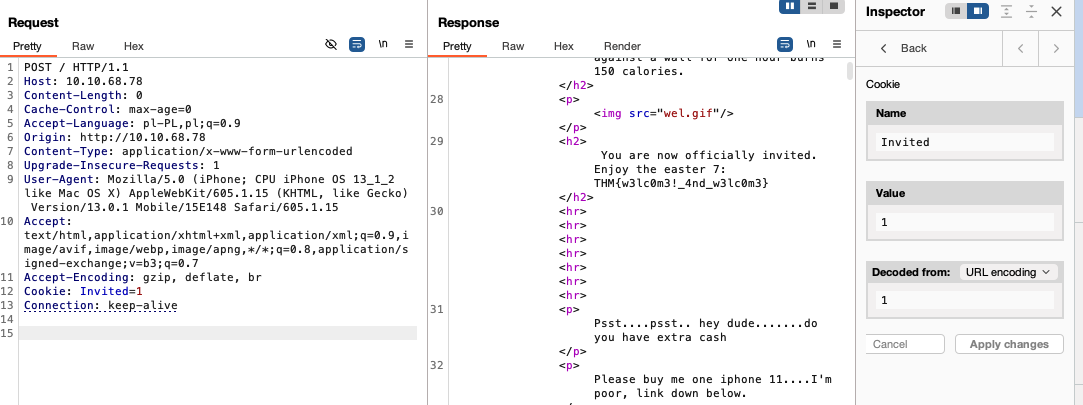 Request
Pretty Raw Hex \n
1 POST / HTTP/1.1
2 Host: 10.10.68.78
3 Content-Length: 0
4 Cache-Control: max-age=0
5 Accept-Language: pl-PL,pl;q=0.9
6 Origin: http://10.10.68.78
7 Content-Type: application/x-www-form-urlencoded
8 Upgrade-Insecure-Requests: 1
9 User-Agent: Mozilla/5.0 (iPhone; CPU iPhone OS 13_1_2
like Mac OS X) AppleWebKit/605.1.15 (KHTML, like Gecko)
Version/13.0.1 Mobile/15E148 Safari/605.1.15
10 Accept:
text/html,application/xhtml+xml,application/xml;q=0.9,i
mage/avif,image/webp,image/apng,*/*;q=0.8,application/s
igned-exchange;v=b3;q=0.7
11 Accept-Encoding: gzip, deflate, br
12 Cookie: Invited=1
13 Connection: keep-alive
14
15
Response
Pretty Raw Hex Render \n
against a wall for one hour burns
150 calories.
</h2>
28 <p>
<img src="wel.gif"/>
</p>
29 <h2>
You are now officially invited.
Enjoy the easter 7:
THM{w3lc0m3!_4nd_w3lc0m3}
</h2>
30 <hr>
<hr>
<hr>
<hr>
<hr>
<hr>
<hr>
31 <p>
Psst....psst.. hey dude.......do
you have extra cash
</p>
32 <p>
Please buy me one iphone 11....I'm
poor, link down below.
Inspector
Back
Cookie
Name
Invited
Value
1
Decoded from: URL encoding
1
Cancel Apply changes